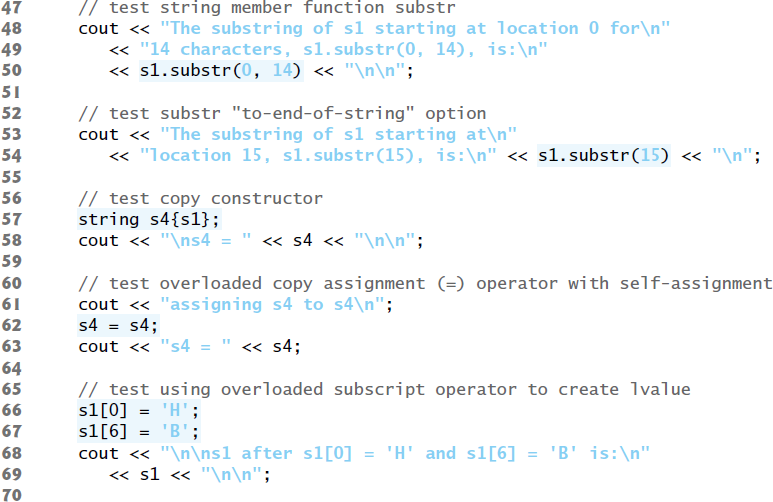 47 // test string member function substr
48 cout << "The substring of s1 starting at location 0 for\n"
49 << "14 characters, s1.substr(0, 14), is:\n"
50 << s1.substr(0, 14) << "\n\n";
51
52 // test substr "to-end-of-string" option
53 cout << "The substring of s1 starting at\n"
54 << "location 15, s1.substr(15), is:\n" << s1.substr(15) << "\n";
55
56 // test copy constructor
57 string s4{s1};
58 cout << "\ns4 = " << s4 << "\n\n";
59
60 // test overloaded copy assignment (=) operator with self-assignment
61 cout << "assigning s4 to s4\n";
62 s4 = s4;
63 cout << "s4 = " << s4;
64
65 // test using overloaded subscript operator to create lvalue
66 s1[0] = 'H';
67 s1[6] = 'B';
68 cout << "\n\ns1 after s1[0] = 'H' and s1[6] = 'B' is:\n"
69 << s1 << "\n\n";
70